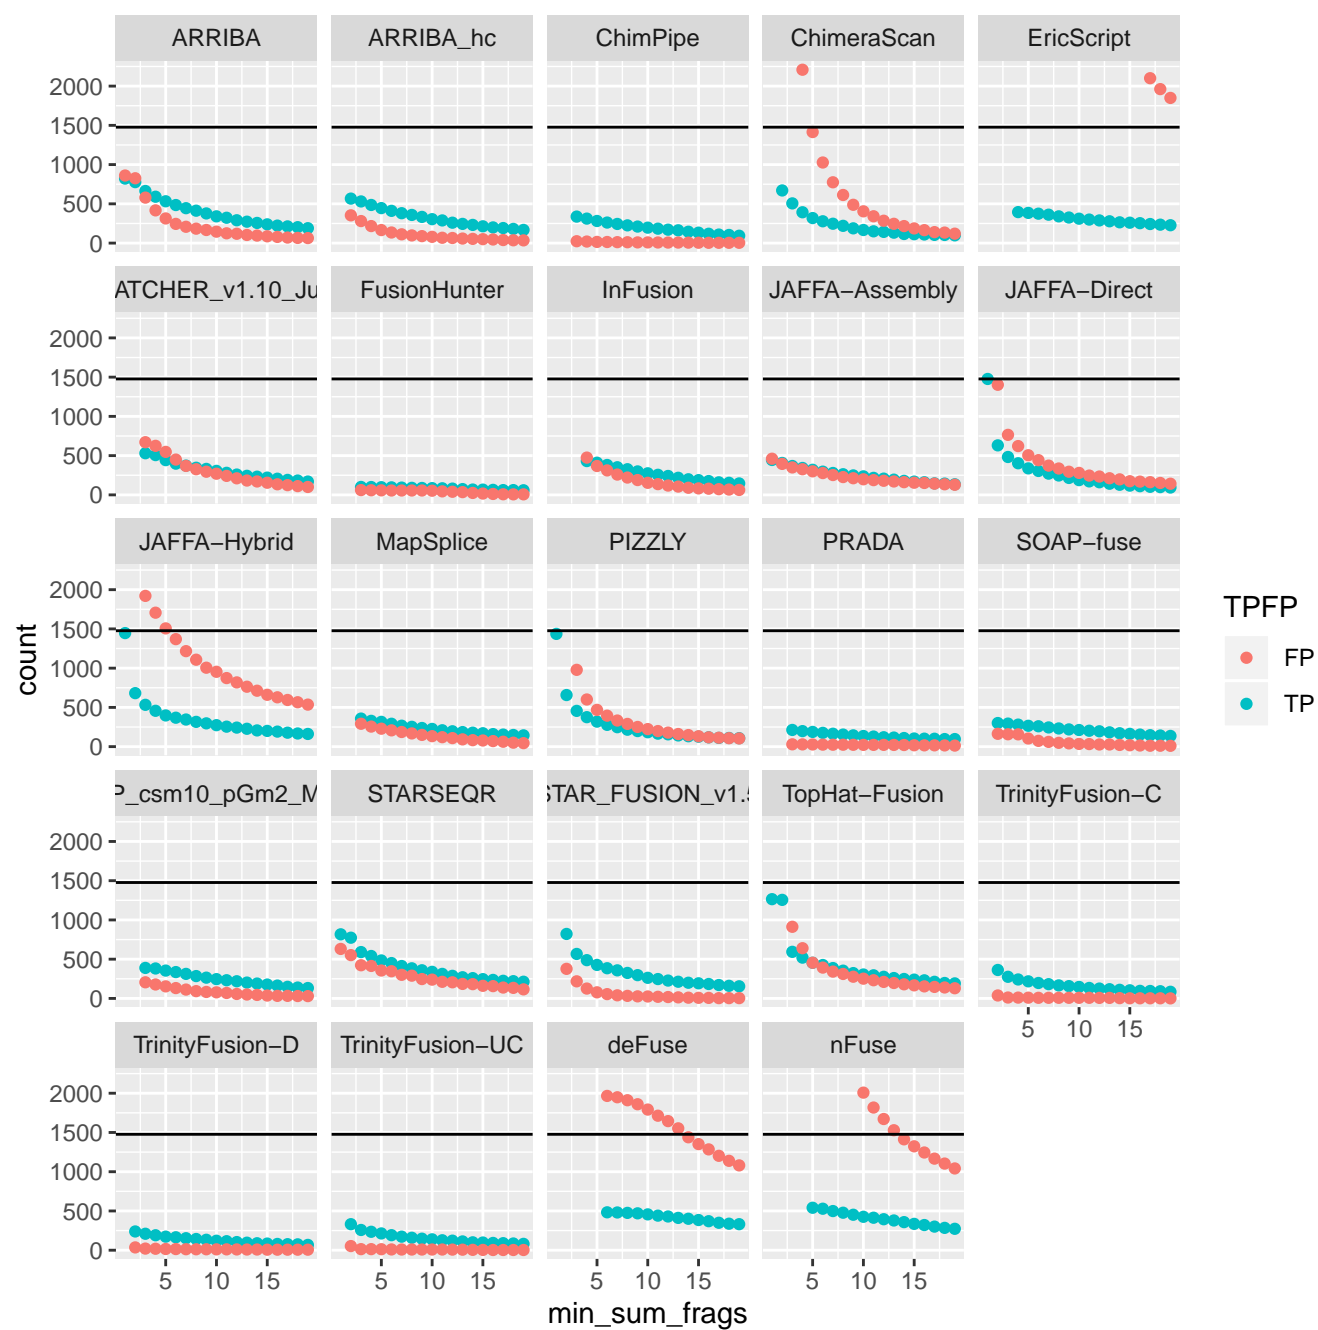 ARRIBA ARRIBA_hc ChimPipe ChimeraScan EricScript
2000
1500
1000
500
0
ATCHER_v1.10_Ju FusionHunter InFusion JAFFA−Assembly JAFFA−Direct
2000
1500
1000
500
0
JAFFA−Hybrid MapSplice PIZZLY PRADA SOAP−fuse
2000
1500
1000
500
0
count
TPFP
FP
TP
P_csm10_pGm2_M STARSEQR STAR_FUSION_v1.5 TopHat−Fusion TrinityFusion−C
2000
1500
1000
500
0
5 10 15
TrinityFusion−D TrinityFusion−UC deFuse nFuse
2000
1500
1000
500
0
5 10 15 5 10 15 5 10 15 5 10 15
min_sum_frags